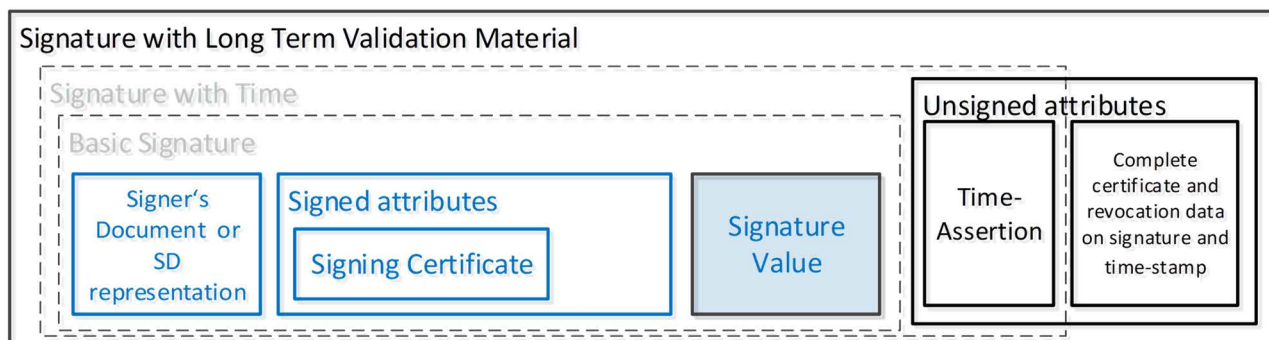 Signature with Long Term Validation Material
Signature with Time
Unsigned attributes
Basic Signature
Signer‘s
Document or
SD
representation
Signed attributes
Signing Certificate
Signature
Value
Time-
Assertion
Complete
certificate and
revocation data
on signature and
time-stamp